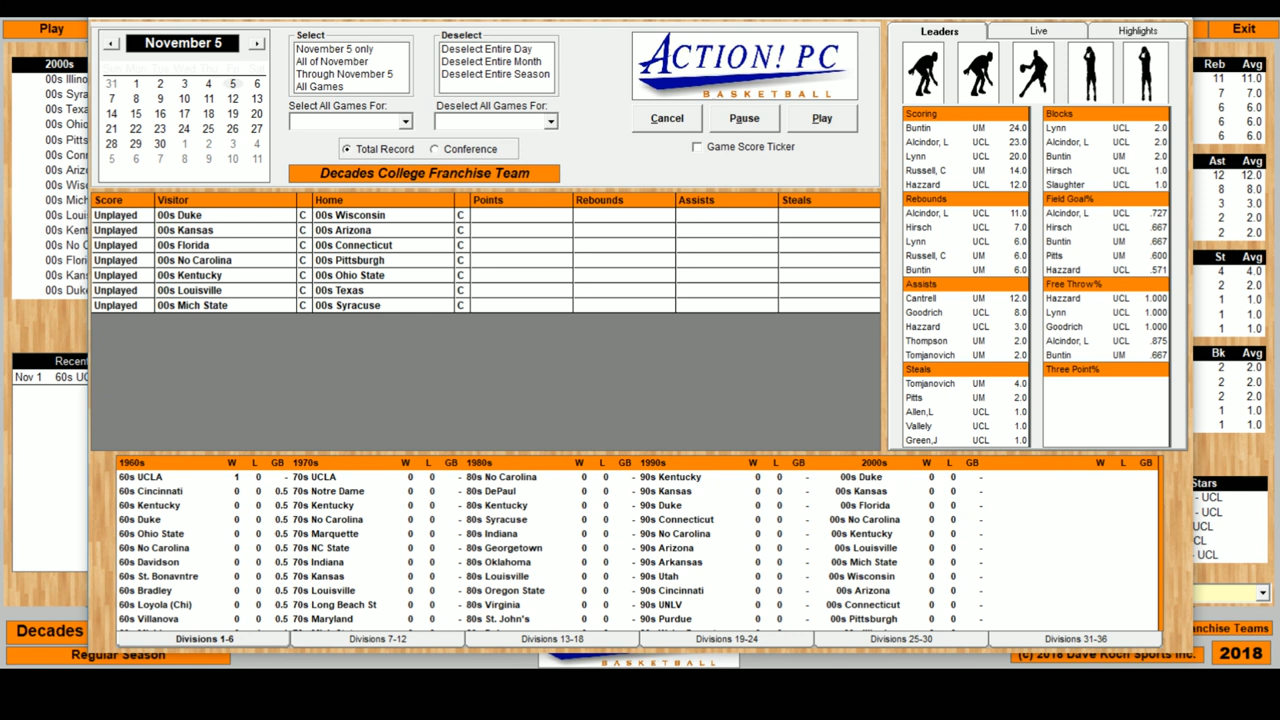 Play
Exit
2000s
00s Illino
00s Syra
00s Texa
00s Ohio
00s Pitts
00s Conn
00s Arizo
00s Wisc
00s Mich
00s Loui
00s Kent
00s No C
00s Flori
00s Kans
00s Duke
Recen
Nov 1 60s UC
Decades
Regular Season
November 5
Sun Mon Tue Wed Thu Fri Sat
31 1 2 3 4 5 6
7 8 9 10 11 12 13
14 15 16 17 18 19 20
21 22 23 24 25 26 27
28 29 30 1 2 3 4
5 6 7 8 9 10 11
Select
November 5 only
All of November
Through November 5
All Games
Select All Games For:
Deselect
Deselect Entire Day
Deselect Entire Month
Deselect Entire Season
Deselect All Games For:
Total Record Conference
Decades College Franchise Team
ACTION! PC
BASKETBALL
Cancel Pause Play
Game Score Ticker
Score Visitor Home Points Rebounds Assists Steals
Unplayed 00s Duke C 00s Wisconsin C
Unplayed 00s Kansas C 00s Arizona C
Unplayed 00s Florida C 00s Connecticut C
Unplayed 00s No Carolina C 00s Pittsburgh C
Unplayed 00s Kentucky C 00s Ohio State C
Unplayed 00s Louisville C 00s Texas C
Unplayed 00s Mich State C 00s Syracuse C
Leaders Live Highlights
Scoring
Buntin UM 24.0
Alcindor, L UCL 23.0
Lynn UCL 20.0
Russell, C UM 14.0
Hazzard UCL 12.0
Rebounds
Alcindor, L UCL 11.0
Hirsch UCL 7.0
Lynn UCL 6.0
Russell, C UM 6.0
Buntin UM 6.0
Assists
Cantrell UM 12.0
Goodrich UCL 8.0
Hazzard UCL 3.0
Thompson UM 2.0
Tomjanovich UM 2.0
Steals
Tomjanovich UM 4.0
Pitts UM 2.0
Allen,L UCL 1.0
Vallely UCL 1.0
Green,J UCL 1.0
Blocks
Lynn UCL 2.0
Alcindor, L UCL 2.0
Buntin UM 2.0
Hirsch UCL 1.0
Slaughter UCL 1.0
Field Goal%
Alcindor, L UCL .727
Hirsch UCL .667
Buntin UM .667
Pitts UM .600
Hazzard UCL .571
Free Throw%
Hazzard UCL 1.000
Lynn UCL 1.000
Goodrich UCL 1.000
Alcindor, L UCL .875
Buntin UM .667
Three Point%
Reb Avg
11 11.0
7 7.0
6 6.0
6 6.0
6 6.0
Ast Avg
12 12.0
8 8.0
3 3.0
2 2.0
2 2.0
St Avg
4 4.0
2 2.0
1 1.0
1 1.0
1 1.0
Bk Avg
2 2.0
2 2.0
2 2.0
1 1.0
1 1.0
Stars
- UCL
- UCL
UCL
- UCL
1960s W L GB 1970s W L GB 1980s W L GB 1990s W L GB 2000s W L GB W L GB
60s UCLA 1 0 - 70s UCLA 0 0 - 80s No Carolina 0 0 - 90s Kentucky 0 0 - 00s Duke 0 0 -
60s Cincinnati 0 0 0.5 70s Notre Dame 0 0 - 80s DePaul 0 0 - 90s Kansas 0 0 - 00s Kansas 0 0 -
60s Kentucky 0 0 0.5 70s Kentucky 0 0 - 80s Kentucky 0 0 - 90s Duke 0 0 - 00s Florida 0 0 -
60s Duke 0 0 0.5 70s No Carolina 0 0 - 80s Syracuse 0 0 - 90s Connecticut 0 0 - 00s No Carolina 0 0 -
60s Ohio State 0 0 0.5 70s Marquette 0 0 - 80s Indiana 0 0 - 90s No Carolina 0 0 - 00s Kentucky 0 0 -
60s No Carolina 0 0 0.5 70s NC State 0 0 - 80s Georgetown 0 0 - 90s Arizona 0 0 - 00s Louisville 0 0 -
60s Davidson 0 0 0.5 70s Indiana 0 0 - 80s Oklahoma 0 0 - 90s Arkansas 0 0 - 00s Mich State 0 0 -
60s St. Bonavntre 0 0 0.5 70s Kansas 0 0 - 80s Louisville 0 0 - 90s Utah 0 0 - 00s Wisconsin 0 0 -
60s Bradley 0 0 0.5 70s Louisville 0 0 - 80s Oregon State 0 0 - 90s Cincinnati 0 0 - 00s Arizona 0 0 -
60s Loyola (Chi) 0 0 0.5 70s Long Beach St 0 0 - 80s Virginia 0 0 - 90s UNLV 0 0 - 00s Connecticut 0 0 -
60s Villanova 0 0 0.5 70s Maryland 0 0 - 80s St. John's 0 0 - 90s Purdue 0 0 - 00s Pittsburgh 0 0 -
Divisions 1-6 Divisions 7-12 Divisions 13-18 Divisions 19-24 Divisions 25-30 Divisions 31-36
BASKETBALL
nchise Teams
(c) 2018 Dave Koch Sports Inc.
2018